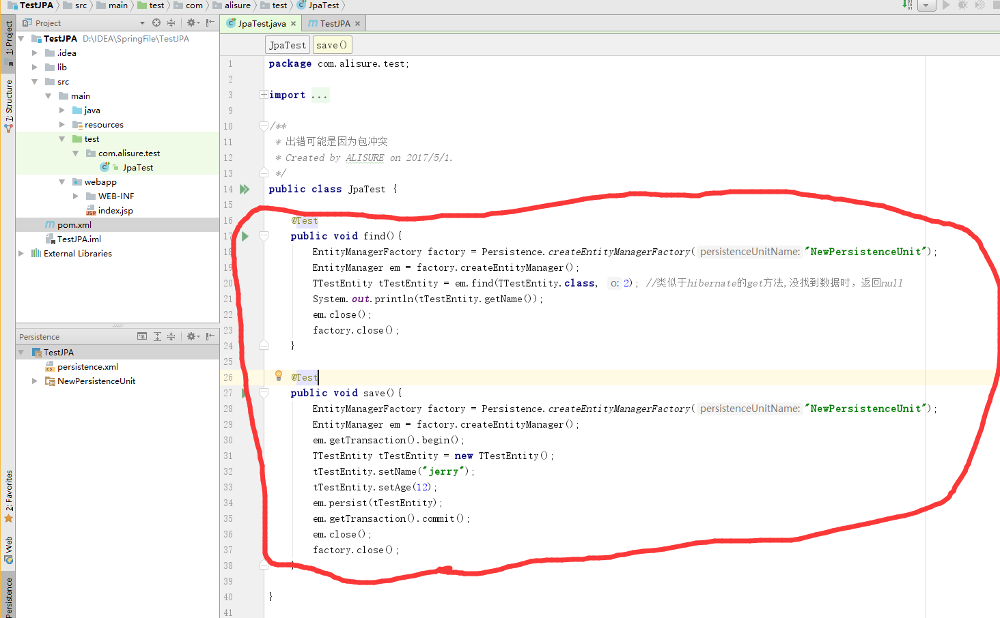 TestJPA src main test com alisure test JpaTest
Project
JpaTest.java
TestJPA
1: Project
7: Structure
2: Favorites
Web
Persistence
TestJPA D:\IDEA\SpringFile\TestJPA
.idea
lib
src
main
java
resources
test
com.alisure.test
JpaTest
webapp
WEB-INF
index.jsp
pom.xml
TestJPA.iml
External Libraries
Persistence
TestJPA
persistence.xml
NewPersistenceUnit
JpaTest save()
1 package com.alisure.test;
2
3 import ...
9
10 /**
11 * 出错可能是因为包冲突
12 * Created by ALISURE on 2017/5/1.
13 */
14 public class JpaTest {
15
16 @Test
17 public void find(){
18 EntityManagerFactory factory = Persistence.createEntityManagerFactory( persistenceUnitName: "NewPersistenceUnit");
19 EntityManager em = factory.createEntityManager();
20 TTestEntity tTestEntity = em.find(TTestEntity.class, o: 2); //类似于hibernate的get方法,没找到数据时，返回null
21 System.out.println(tTestEntity.getName());
22 em.close();
23 factory.close();
24 }
25
26 @Test
27 public void save(){
28 EntityManagerFactory factory = Persistence.createEntityManagerFactory( persistenceUnitName: "NewPersistenceUnit");
29 EntityManager em = factory.createEntityManager();
30 em.getTransaction().begin();
31 TTestEntity tTestEntity = new TTestEntity();
32 tTestEntity.setName("jerry");
33 tTestEntity.setAge(12);
34 em.persist(tTestEntity);
35 em.getTransaction().commit();
36 em.close();
37 factory.close();
38 }
39
40 }
41